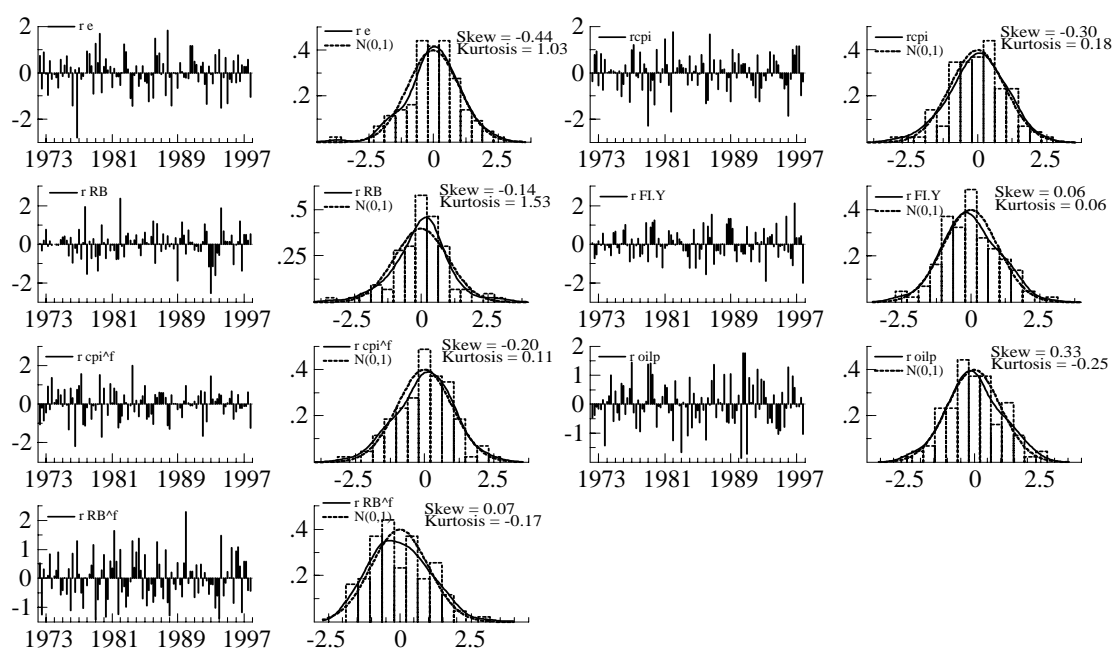 2
0
-2
r e
1973 1981 1989 1997
.4
.2
r e
N(0,1)
Skew = -0.44
Kurtosis = 1.03
-2.5 0 2.5
2
0
-2
rcpi
1973 1981 1989 1997
.4
.2
rcpi
N(0,1)
Skew = -0.30
Kurtosis = 0.18
-2.5 0 2.5
2
0
-2
r RB
1973 1981 1989 1997
.5
.25
r RB
N(0,1)
Skew = -0.14
Kurtosis = 1.53
-2.5 0 2.5
2
0
-2
r FI.Y
1973 1981 1989 1997
.4
.2
r FI.Y
N(0,1)
Skew = 0.06
Kurtosis = 0.06
-2.5 0 2.5
2
0
-2
r cpi^f
1973 1981 1989 1997
.4
.2
r cpi^f
N(0,1)
Skew = -0.20
Kurtosis = 0.11
-2.5 0 2.5
2
1
0
-1
r oilp
1973 1981 1989 1997
.4
.2
r oilp
N(0,1)
Skew = 0.33
Kurtosis = -0.25
-2.5 0 2.5
2
1
0
-1
r RB^f
1973 1981 1989 1997
.4
.2
r RB^f
N(0,1)
Skew = 0.07
Kurtosis = -0.17
-2.5 0 2.5